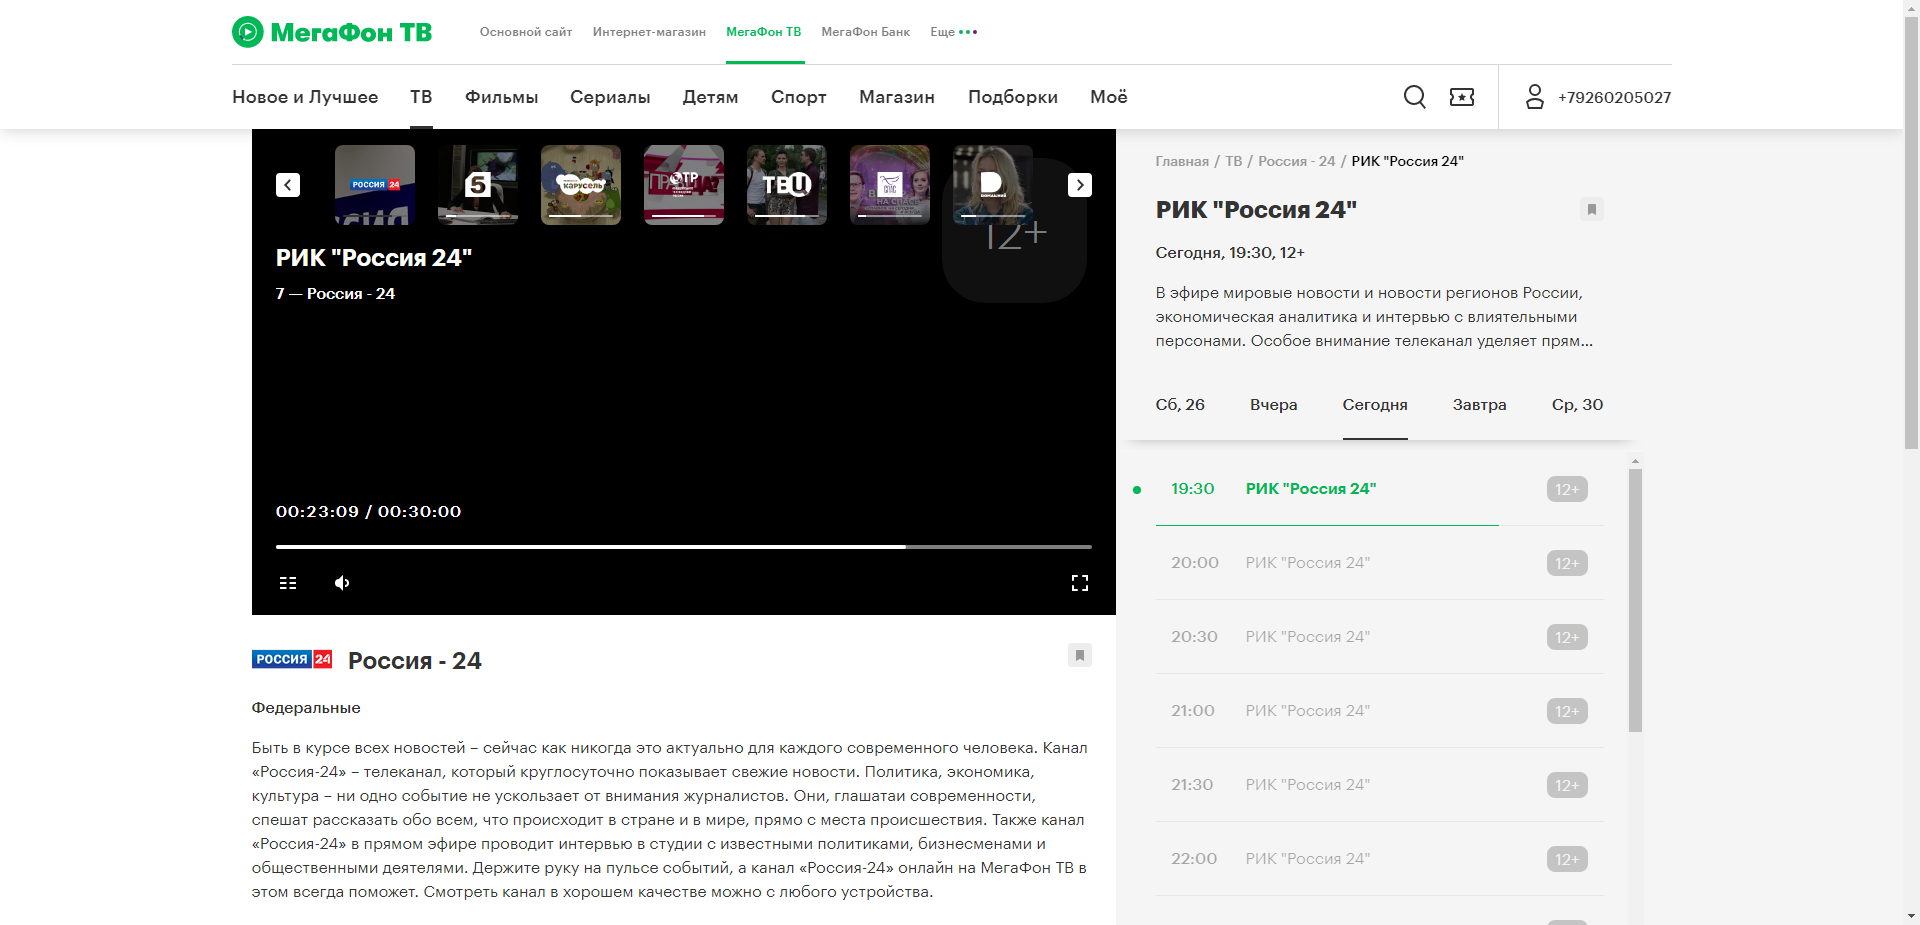 МегаФон ТВ
Основной сайт Интернет-магазин МегаФон ТВ МегаФон Банк Еще
Новое и Лучшее ТВ Фильмы Сериалы Детям Спорт Магазин Подборки Моё
+79260205027
РОССИЯ 24
5
КАРУСЕЛЬ
ОТР
ТВЦ
СПАС
ДОМАШНИЙ
12+
РИК "Россия 24"
7 — Россия - 24
00:23:09 / 00:30:00
РОССИЯ 24 Россия - 24
Федеральные
Быть в курсе всех новостей – сейчас как никогда это актуально для каждого современного человека. Канал
«Россия-24» – телеканал, который круглосуточно показывает свежие новости. Политика, экономика,
культура – ни одно событие не ускользает от внимания журналистов. Они, глашатаи современности,
спешат рассказать обо всем, что происходит в стране и в мире, прямо с места происшествия. Также канал
«Россия-24» в прямом эфире проводит интервью в студии с известными политиками, бизнесменами и
общественными деятелями. Держите руку на пульсе событий, а канал «Россия-24» онлайн на МегаФон ТВ в
этом всегда поможет. Смотреть канал в хорошем качестве можно с любого устройства.
Главная / ТВ / Россия - 24 / РИК "Россия 24"
РИК "Россия 24"
Сегодня, 19:30, 12+
В эфире мировые новости и новости регионов России,
экономическая аналитика и интервью с влиятельными
персонами. Особое внимание телеканал уделяет прям...
Сб, 26 Вчера Сегодня Завтра Ср, 30
19:30 РИК "Россия 24" 12+
20:00 РИК "Россия 24" 12+
20:30 РИК "Россия 24" 12+
21:00 РИК "Россия 24" 12+
21:30 РИК "Россия 24" 12+
22:00 РИК "Россия 24" 12+